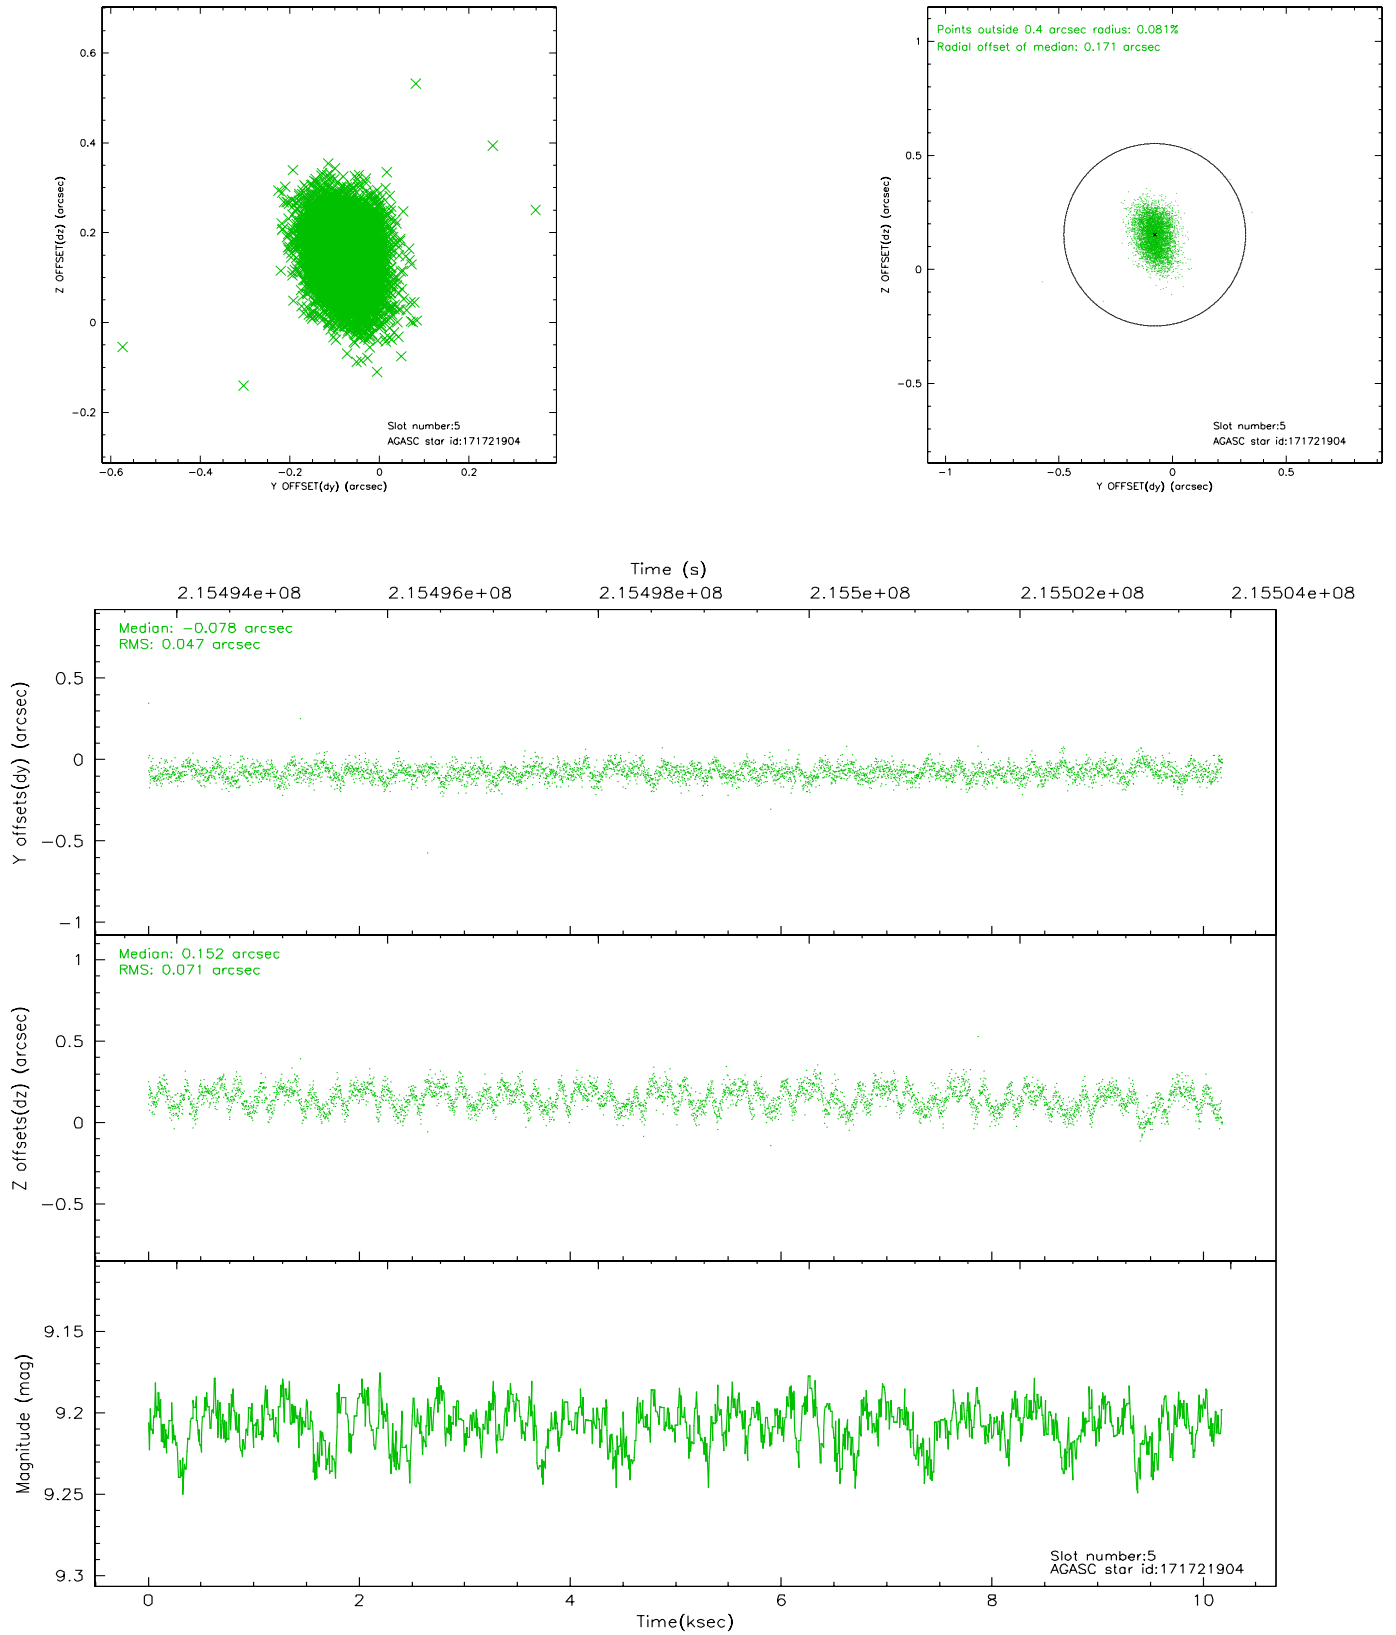 0.6
0.4
0.2
0
−0.2
Z OFFSET(dz) (arcsec)
Slot number:5
AGASC star id:171721904
−0.6 −0.4 −0.2 0 0.2
Y OFFSET(dy) (arcsec)
Points outside 0.4 arcsec radius: 0.081%
Radial offset of median: 0.171 arcsec
1
0.5
0
−0.5
Z OFFSET(dz) (arcsec)
Slot number:5
AGASC star id:171721904
−1 −0.5 0 0.5
Y OFFSET(dy) (arcsec)
Time (s)
2.15494e+08 2.15496e+08 2.15498e+08 2.155e+08 2.15502e+08 2.15504e+08
Median: −0.078 arcsec
RMS: 0.047 arcsec
0.5
0
−0.5
−1
Y offsets(dy) (arcsec)
Median: 0.152 arcsec
RMS: 0.071 arcsec
1
0.5
0
−0.5
Z offsets(dz) (arcsec)
9.15
9.2
9.25
9.3
Magnitude (mag)
Slot number:5
AGASC star id:171721904
0 2 4 6 8 10
Time(ksec)